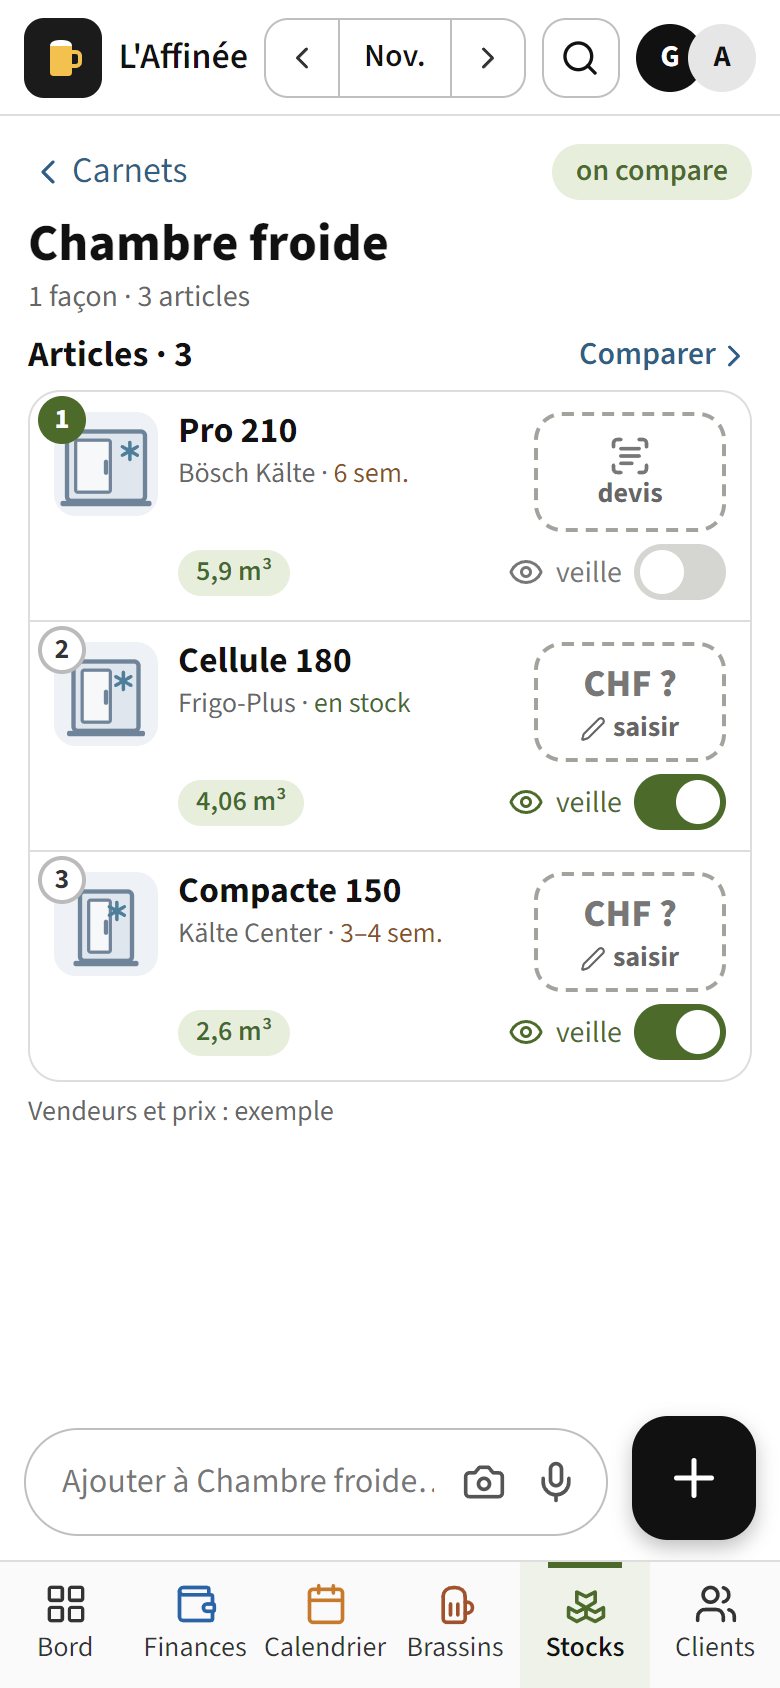 L'Affinée
Nov.
G
A
Carnets
on compare
Chambre froide
1 façon · 3 articles
Articles · 3
Comparer
1
Pro 210
Bösch Kälte · 6 sem.
devis
5,9 m³
veille
2
Cellule 180
Frigo-Plus · en stock
CHF ?
saisir
4,06 m³
veille
3
Compacte 150
Kälte Center · 3–4 sem.
CHF ?
saisir
2,6 m³
veille
Vendeurs et prix : exemple
Ajouter à Chambre froide..
Bord
Finances
Calendrier
Brassins
Stocks
Clients